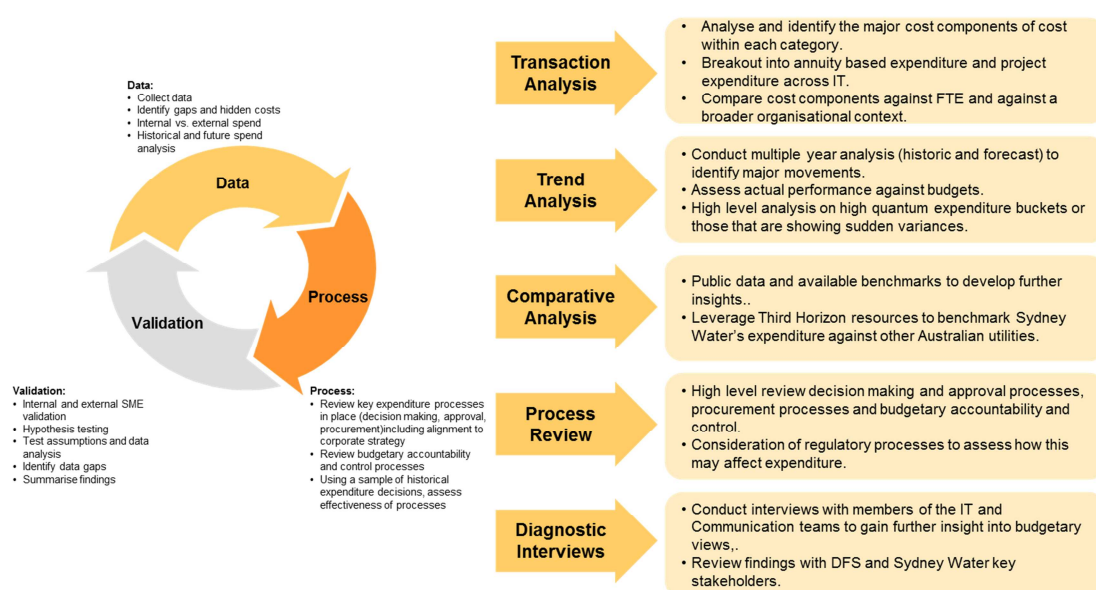 Data:
• Collect data
• Identify gaps and hidden costs
• Internal vs. external spend
• Historical and future spend
analysis
Data
Process
Validation
Validation:
• Internal and external SME
validation
• Hypothesis testing
• Test assumptions and data
analysis
• Identify data gaps
• Summarise findings
Process:
• Review key expenditure processes
in place (decision making, approval,
procurement)including alignment to
corporate strategy
• Review budgetary accountability
and control processes
• Using a sample of historical
expenditure decisions, assess
effectiveness of processes
Transaction
Analysis
• Analyse and identify the major cost components of cost
within each category.
• Breakout into annuity based expenditure and project
expenditure across IT.
• Compare cost components against FTE and against a
broader organisational context.
Trend
Analysis
• Conduct multiple year analysis (historic and forecast) to
identify major movements.
• Assess actual performance against budgets.
• High level analysis on high quantum expenditure buckets or
those that are showing sudden variances.
Comparative
Analysis
• Public data and available benchmarks to develop further
insights..
• Leverage Third Horizon resources to benchmark Sydney
Water's expenditure against other Australian utilities.
Process
Review
• High level review decision making and approval processes,
procurement processes and budgetary accountability and
control.
• Consideration of regulatory processes to assess how this
may affect expenditure.
Diagnostic
Interviews
• Conduct interviews with members of the IT and
Communication teams to gain further insight into budgetary
views,.
• Review findings with DFS and Sydney Water key
stakeholders.